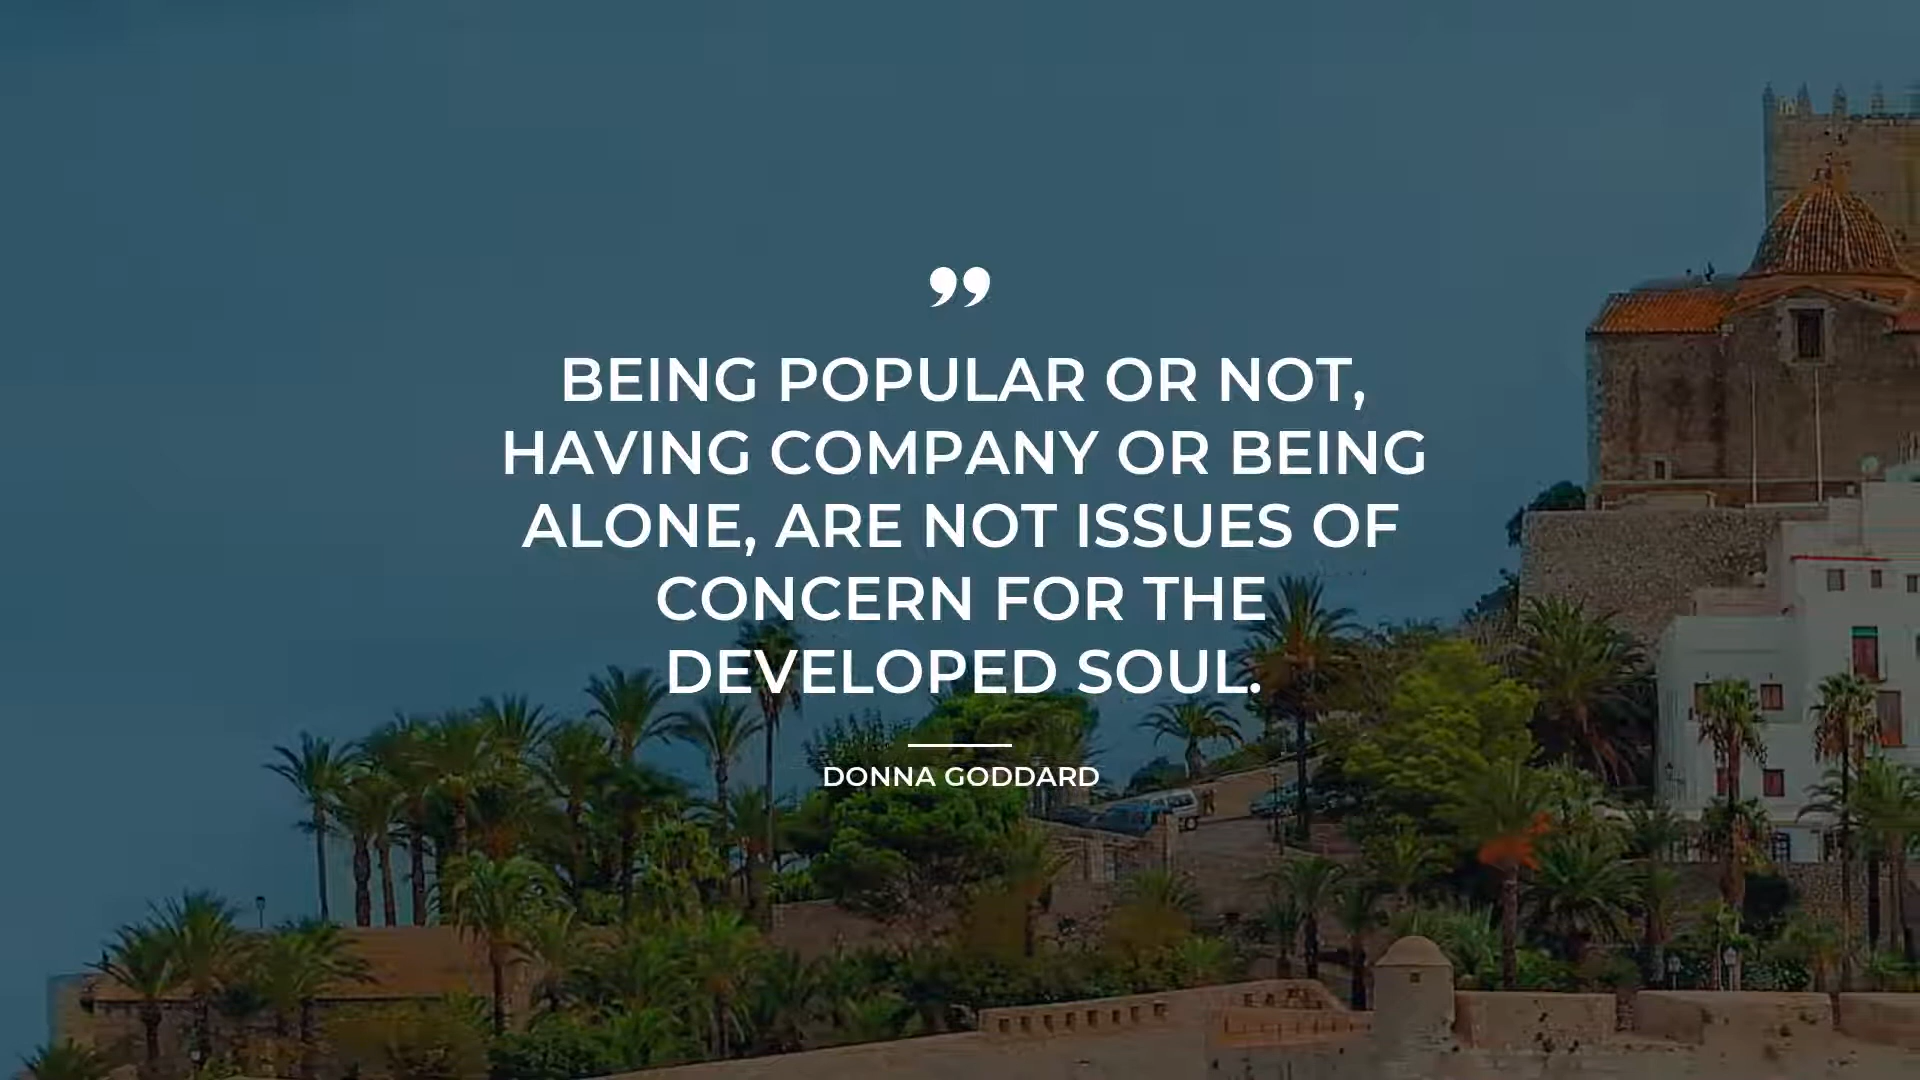 ”
BEING POPULAR OR NOT,
HAVING COMPANY OR BEING
ALONE, ARE NOT ISSUES OF
CONCERN FOR THE
DEVELOPED SOUL.
DONNA GODDARD